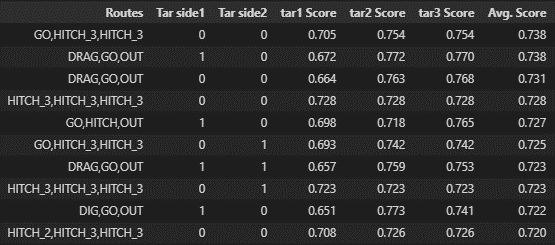 Routes Tar side1 Tar side2 tar1 Score tar2 Score tar3 Score Avg. Score
GO,HITCH_3,HITCH_3 0 0 0.705 0.754 0.754 0.738
DRAG,GO,OUT 1 0 0.672 0.772 0.770 0.738
DRAG,GO,OUT 0 0 0.664 0.763 0.768 0.731
HITCH_3,HITCH_3,HITCH_3 0 0 0.728 0.728 0.728 0.728
GO,HITCH,OUT 1 0 0.698 0.718 0.765 0.727
GO,HITCH_3,HITCH_3 0 1 0.693 0.742 0.742 0.725
DRAG,GO,OUT 1 1 0.657 0.759 0.753 0.723
HITCH_3,HITCH_3,HITCH_3 0 1 0.723 0.723 0.723 0.723
DIG,GO,OUT 1 0 0.651 0.773 0.741 0.722
HITCH_2,HITCH_3,HITCH_3 0 0 0.708 0.726 0.726 0.720